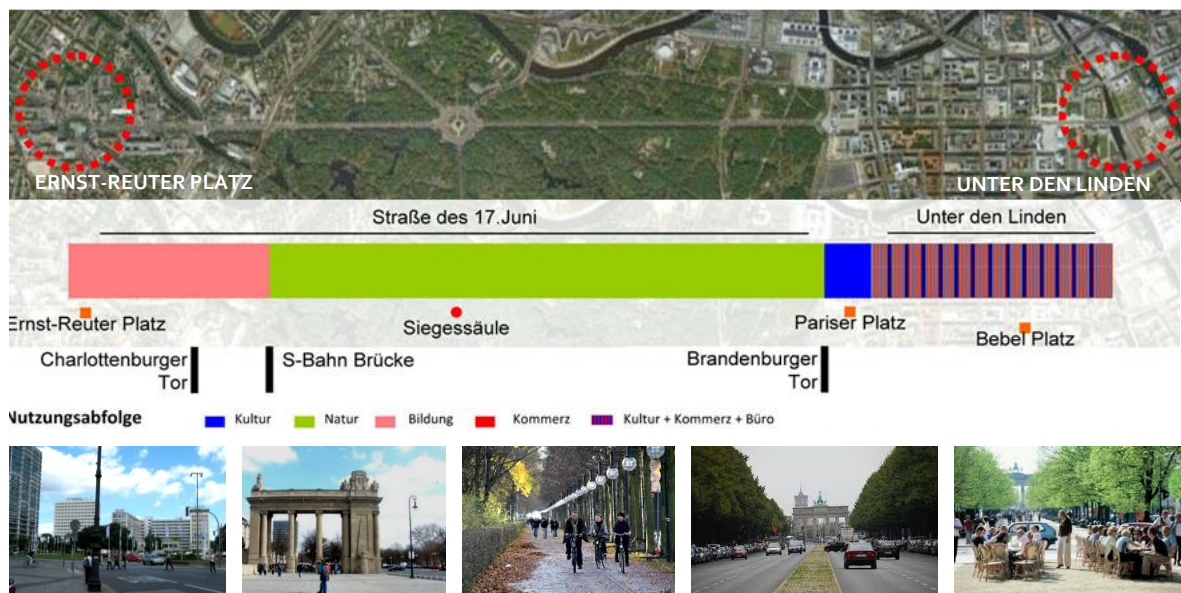 ERNST-REUTER PLATZ
UNTER DEN LINDEN
Straße des 17.Juni
Unter den Linden
Ernst-Reuter Platz
Siegessäule
Pariser Platz
Bebel Platz
Charlottenburger
Tor
S-Bahn Brücke
Brandenburger
Tor
Nutzungsabfolge
Kultur
Natur
Bildung
Kommerz
Kultur + Kommerz + Büro